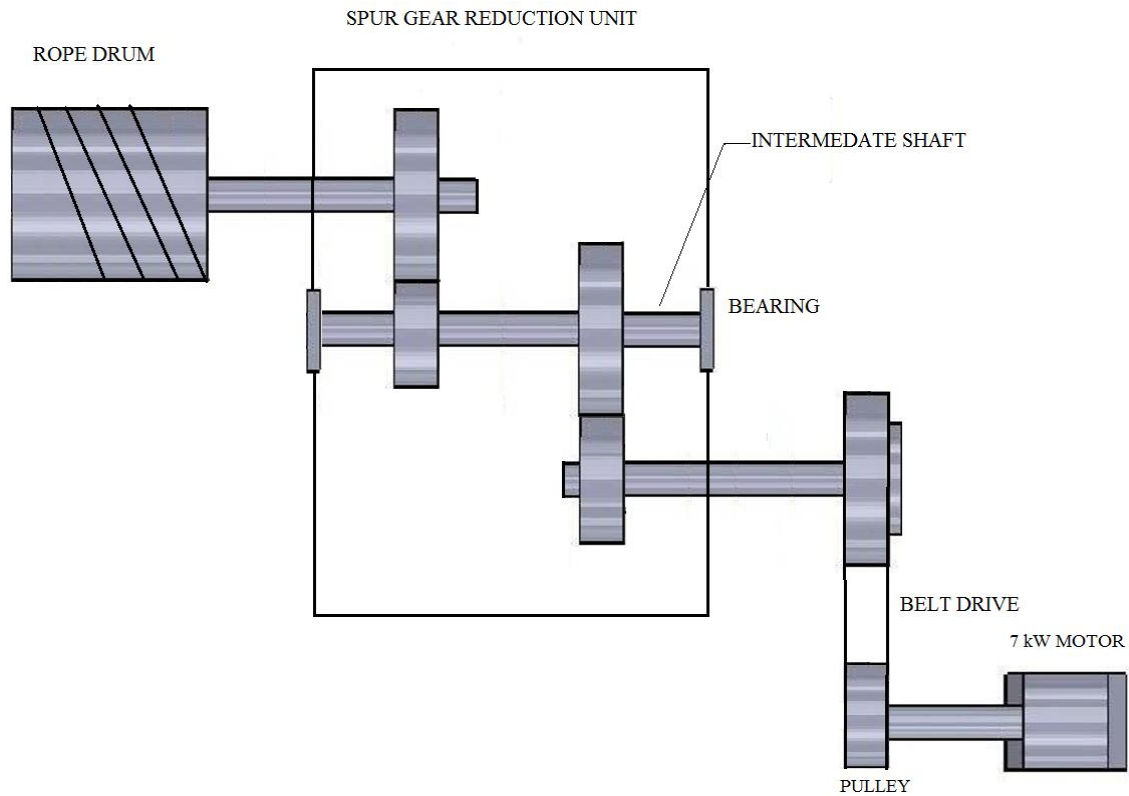 SPUR GEAR REDUCTION UNIT
ROPE DRUM
INTERMEDATE SHAFT
BEARING
BELT DRIVE
7 kW MOTOR
PULLEY